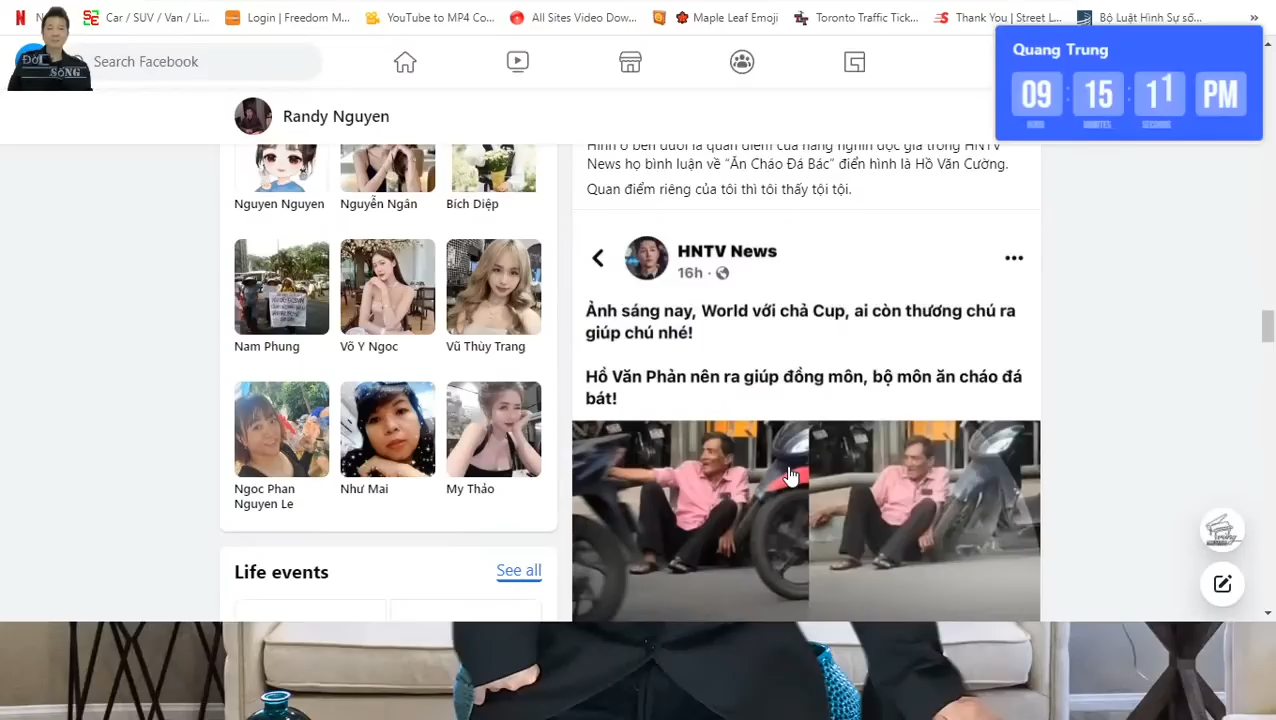 Car / SUV / Van / Li...
Login | Freedom M...
YouTube to MP4 Co...
All Sites Video Dow...
Maple Leaf Emoji
Toronto Traffic Tick...
Thank You | Street L...
Bộ Luật Hình Sự số...
»
Search Facebook
SỐNG
Quang Trung
09 15 11 PM
HOURS MINUTES SECONDS
Randy Nguyen
News họ bình luận về “Ăn Cháo Đá Bác” điển hình là Hồ Văn Cường.
Quan điểm riêng của tôi thì tôi thấy tội tội.
Nguyen Nguyen
Nguyễn Ngân
Bích Diệp
Nam Phung
Võ Y Ngoc
Vũ Thùy Trang
Ngoc Phan
Nguyen Le
Như Mai
My Thảo
Life events
See all
HNTV News
16h ·
Ảnh sáng nay, World với chả Cup, ai còn thương chú ra
giúp chú nhé!
Hồ Văn Phản nên ra giúp đồng môn, bộ môn ăn cháo đá
bát!